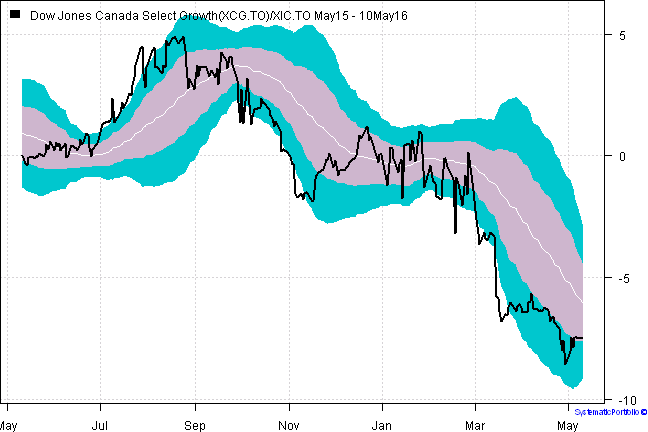 Dow Jones Canada Select Growth(XCG.TO)/XIC.TO May15 - 10May16
5
0
-5
-10
May Jul Sep Nov Jan Mar May
SystematicPortfolio ©